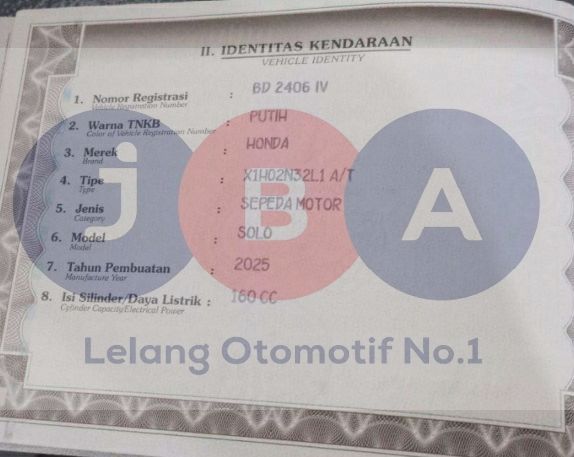 II. IDENTITAS KENDARAAN
VEHICLE IDENTITY
1. Nomor Registrasi : BD 2406 IV
Vehicle Registration Number
2. Warna TNKB : PUTIH
Color of Vehicle Registration Number
3. Merek : HONDA
Brand
4. Tipe : X1H02N32L1 A/T
Type
5. Jenis : SEPEDA MOTOR
Category
6. Model : SOLO
Model
7. Tahun Pembuatan : 2025
Manufacture Year
8. Isi Silinder/Daya Listrik : 160 CC
Cylinder Capacity/Electrical Power
jBA
Lelang Otomotif No.1